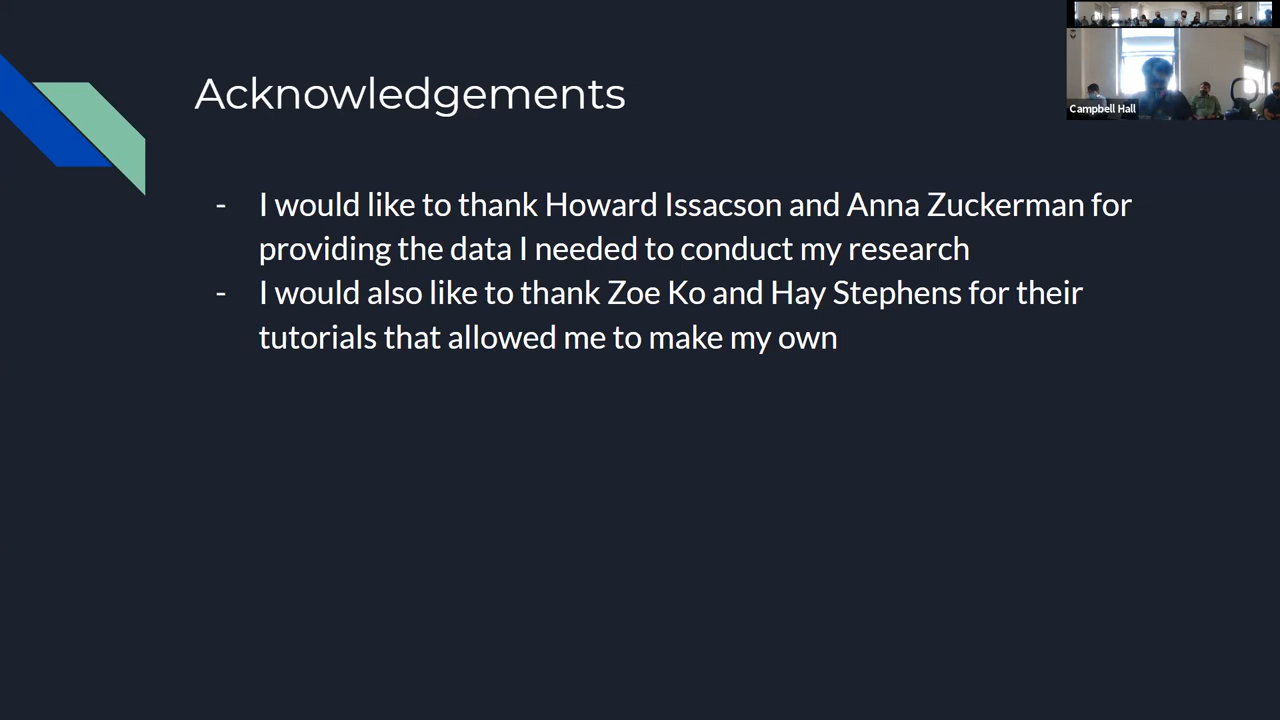 Acknowledgements
Campbell Hall
- I would like to thank Howard Issacson and Anna Zuckerman for
providing the data I needed to conduct my research
- I would also like to thank Zoe Ko and Hay Stephens for their
tutorials that allowed me to make my own